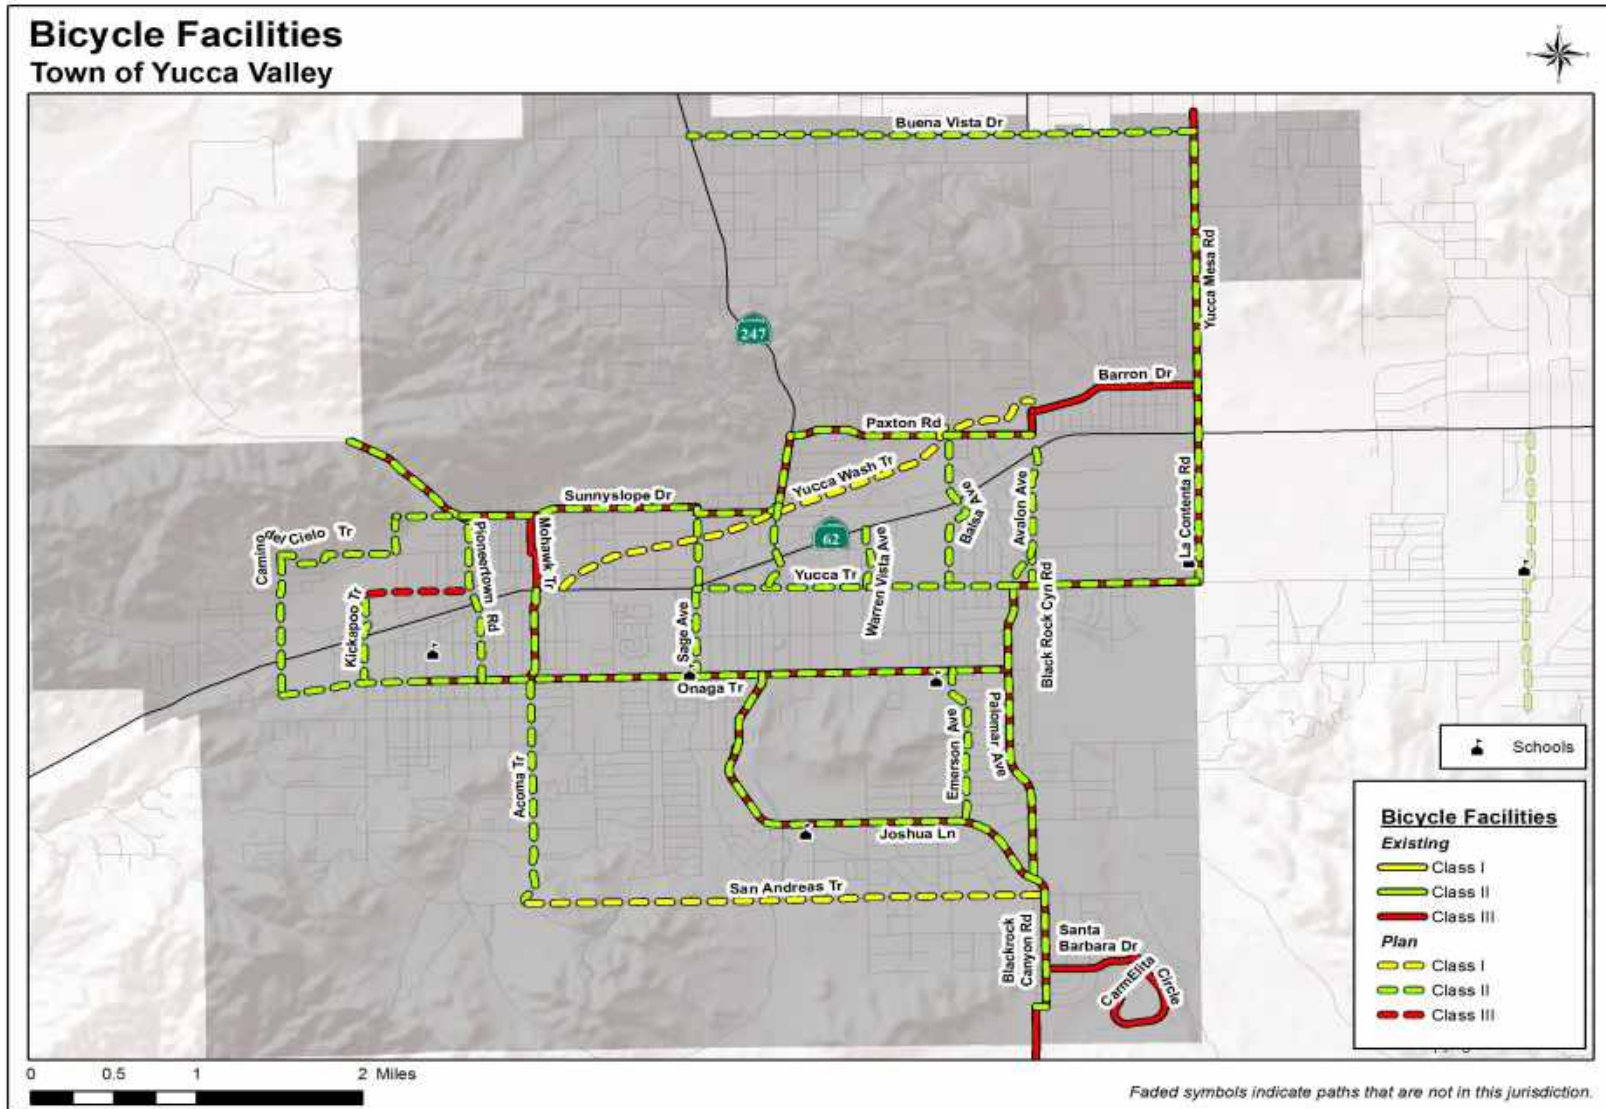 Bicycle Facilities
Town of Yucca Valley
Buena Vista Dr
Yucca Mesa Rd
247
Barron Dr
Paxton Rd
Yucca Wash Tr
Sunnyslope Dr
La Contenta Rd
Camino del Cielo Tr
Pioneertown Rd
Mohawk Tr
62
Balsa Ave
Avalon Ave
Kickapoo Tr
Yucca Tr
Warren Vista Ave
Sage Ave
Black Rock Cyn Rd
Onaga Tr
Acoma Tr
Emerson Ave
Palomar Ave
Joshua Ln
San Andreas Tr
Blackrock
Canyon Rd
Santa
Barbara Dr
CarmElita Circle
Schools
Bicycle Facilities
Existing
Class I
Class II
Class III
Plan
Class I
Class II
Class III
0 0.5 1 2 Miles
Faded symbols indicate paths that are not in this jurisdiction.